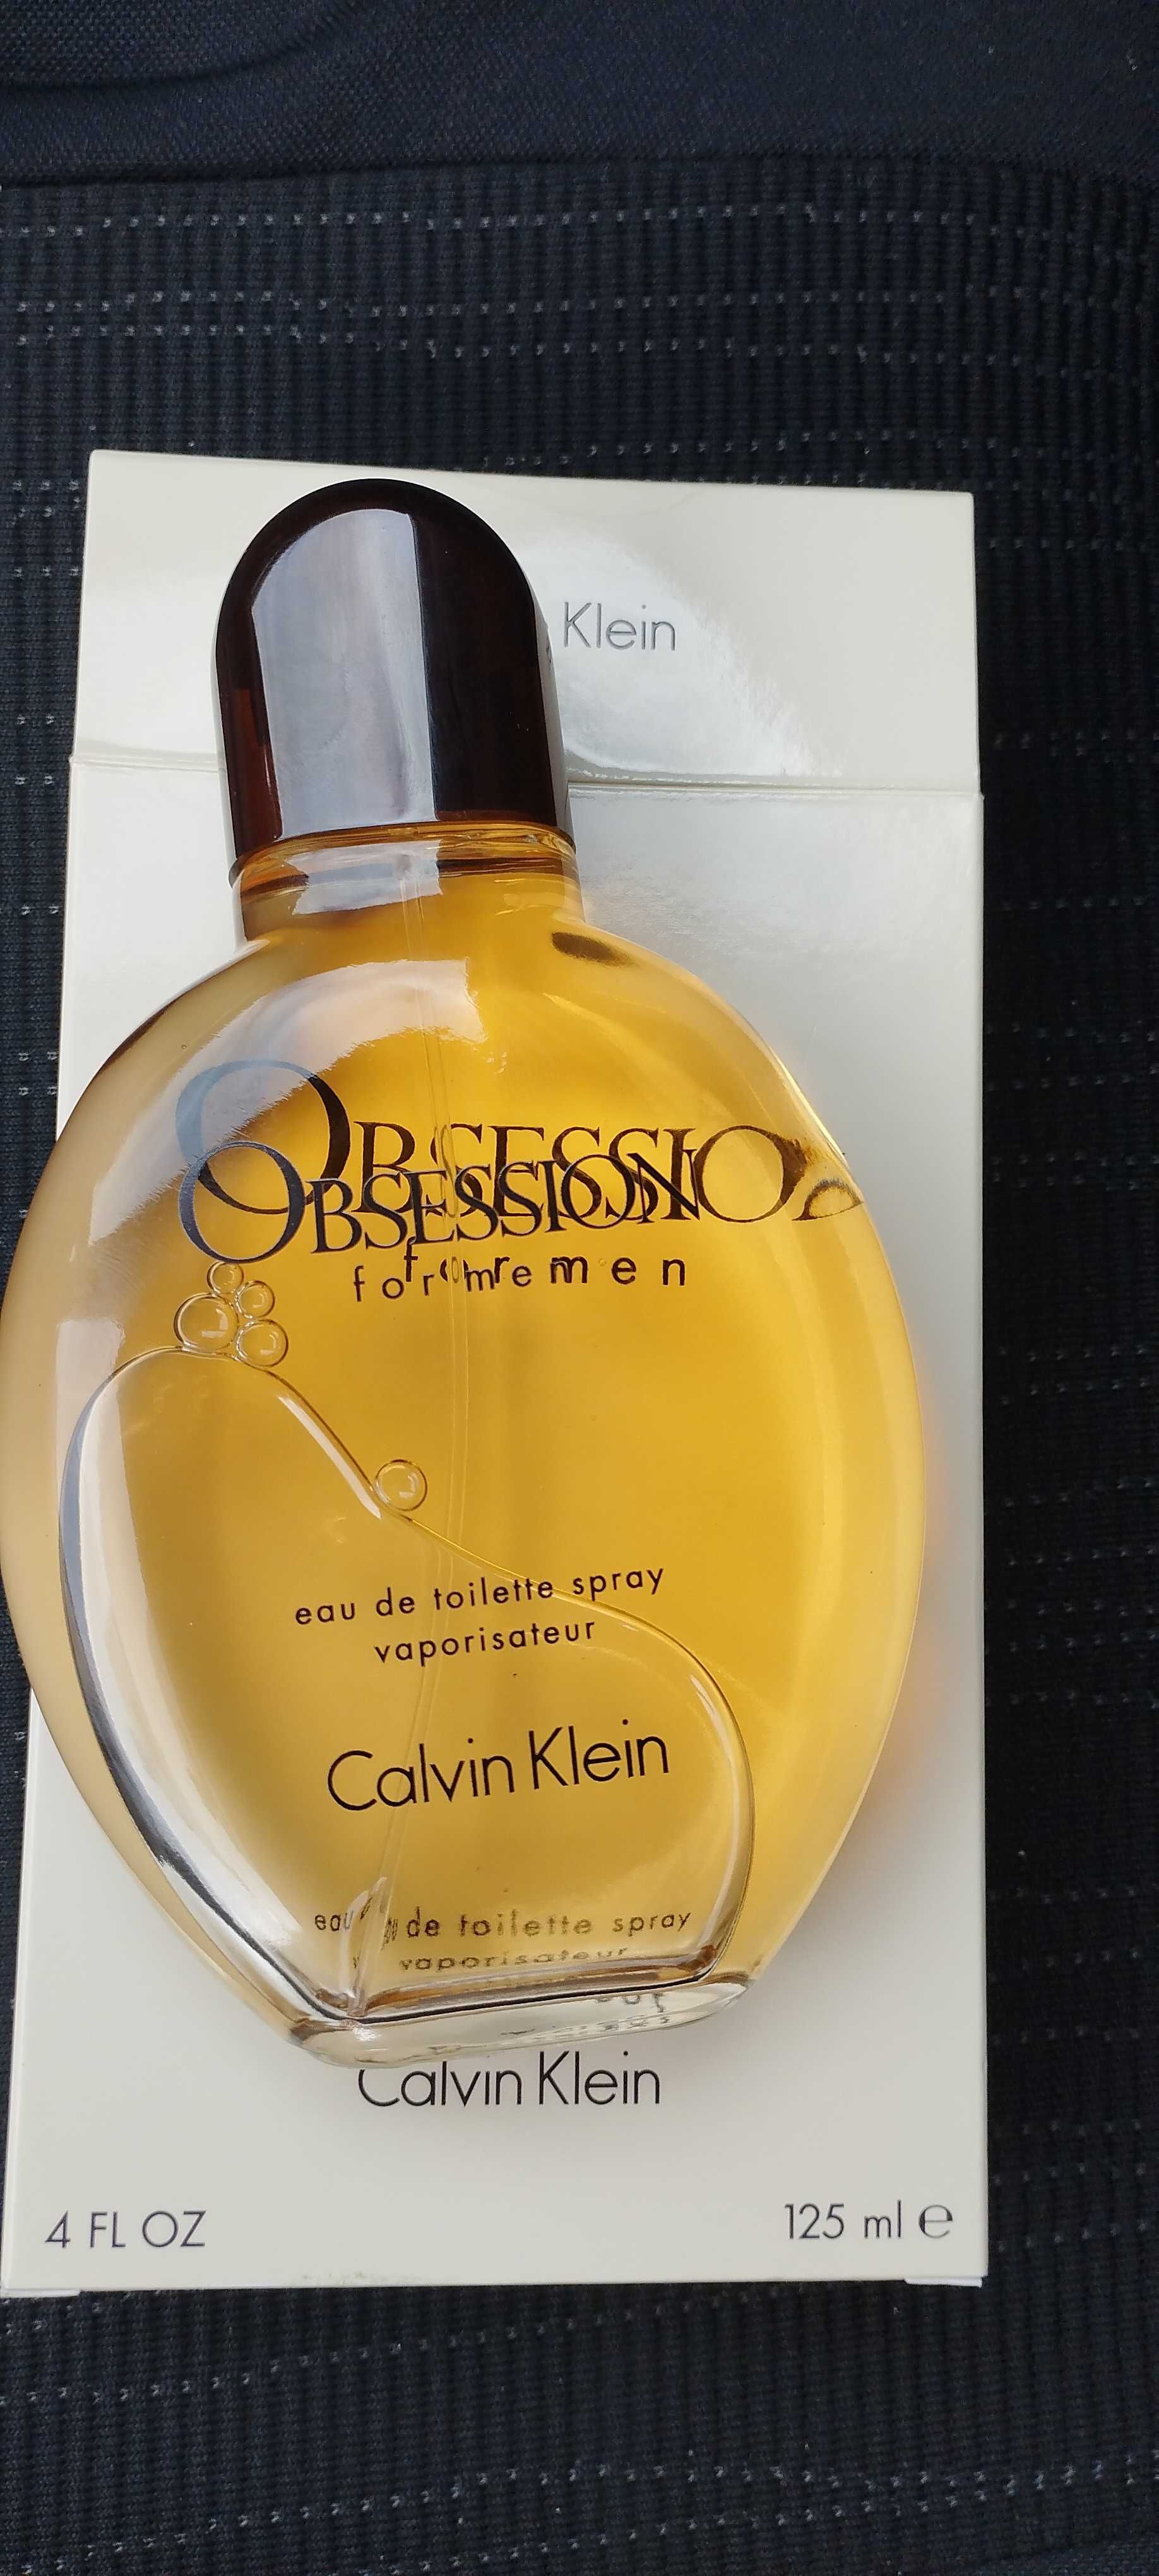 Klein
OBSESSION
for men
eau de toilette spray
vaporisateur
Calvin Klein
eau de toilette spray
vaporisateur
Calvin Klein
4 FL OZ
125 ml ℮